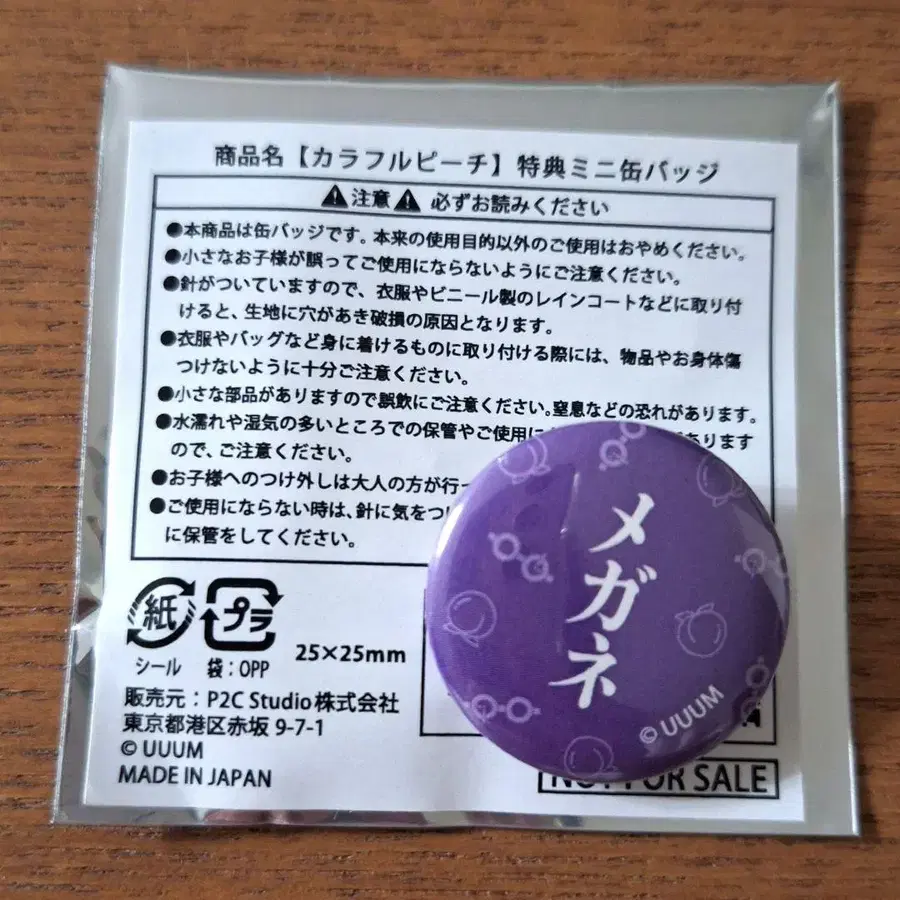 商品名【カラフルピーチ】特典ミニ缶バッジ
注意 必ずお読みください
●本商品は缶バッジです。本来の使用目的以外のご使用はおやめください。
●小さなお子様が誤ってご使用にならないようにご注意ください。
●針がついていますので、衣服やビニール製のレインコートなどに取り付
けると、生地に穴があき破損の原因となります。
●衣服やバッグなど身に着けるものに取り付ける際には、物品やお身体傷
つけないように十分ご注意ください。
●小さな部品がありますので誤飲にご注意ください。窒息などの恐れがあります。
●水濡れや湿気の多いところでの保管やご使用に がありますの
で、ご注意ください。
●お子様へのつけ外しは大人の方が行っ
●ご使用にならない時は、針に気をつ
に保管をしてください。
メガネ
© UUUM
紙
プラ
シール 袋：OPP 25×25mm
販売元：P2C Studio株式会社
東京都港区赤坂 9-7-1
© UUUM
MADE IN JAPAN
NOT FOR SALE